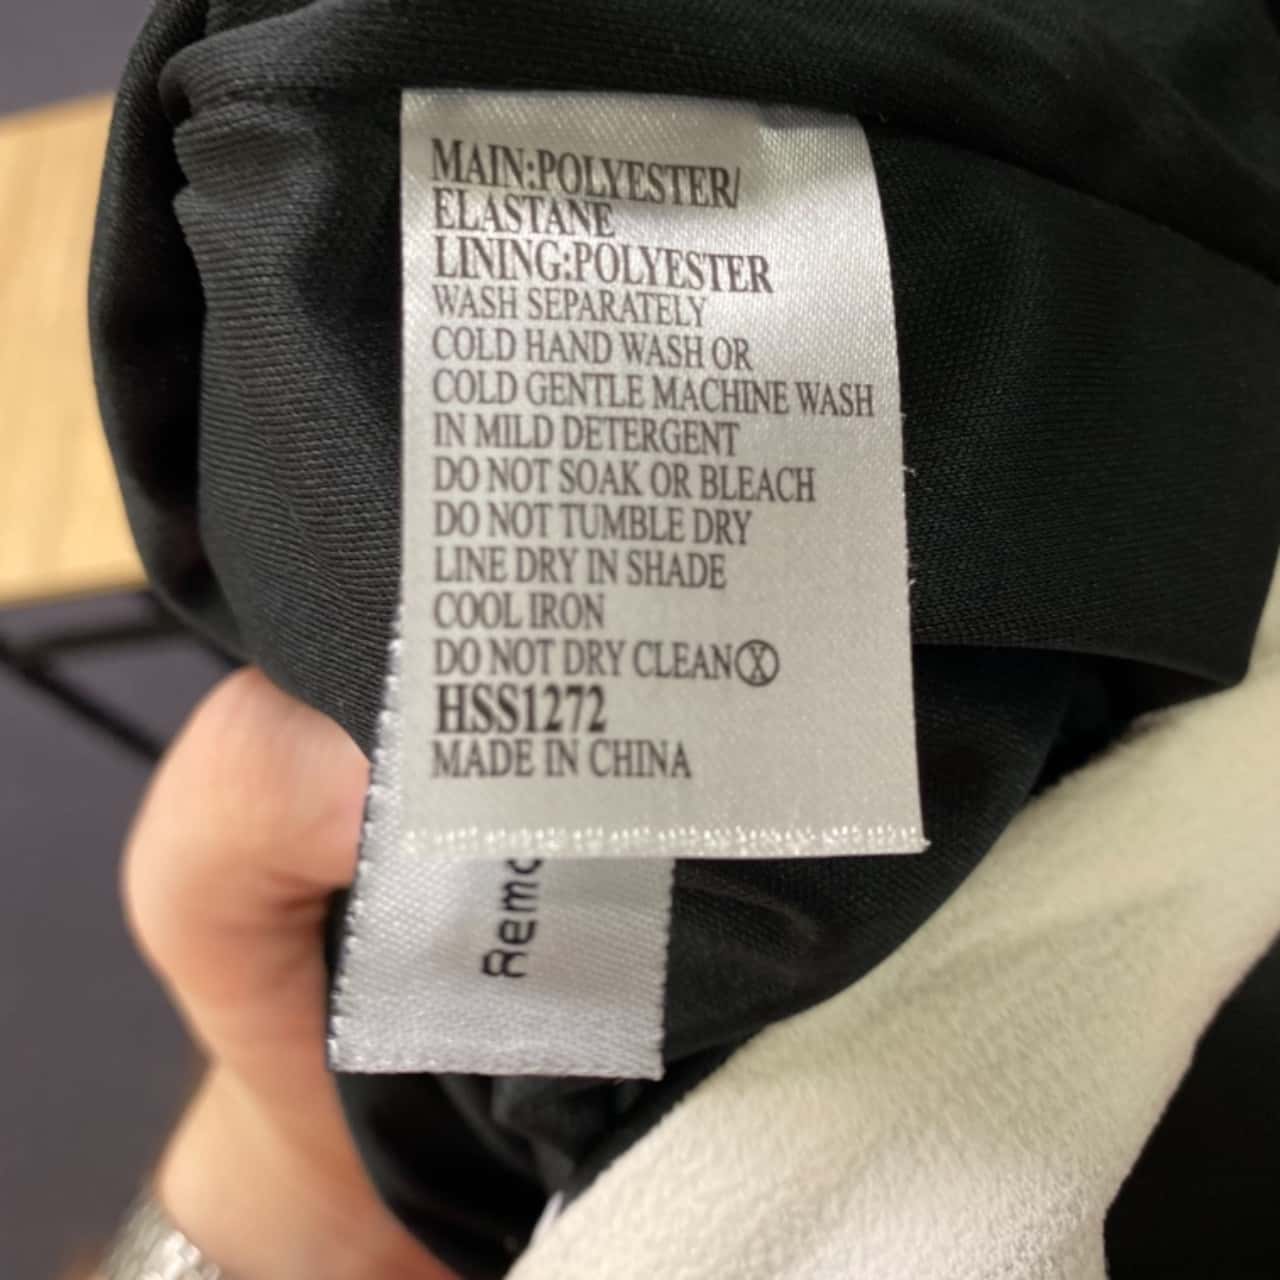 MAIN:POLYESTER/
ELASTANE
LINING:POLYESTER
WASH SEPARATELY
COLD HAND WASH OR
COLD GENTLE MACHINE WASH
IN MILD DETERGENT
DO NOT SOAK OR BLEACH
DO NOT TUMBLE DRY
LINE DRY IN SHADE
COOL IRON
DO NOT DRY CLEAN Ⓧ
HSS1272
MADE IN CHINA